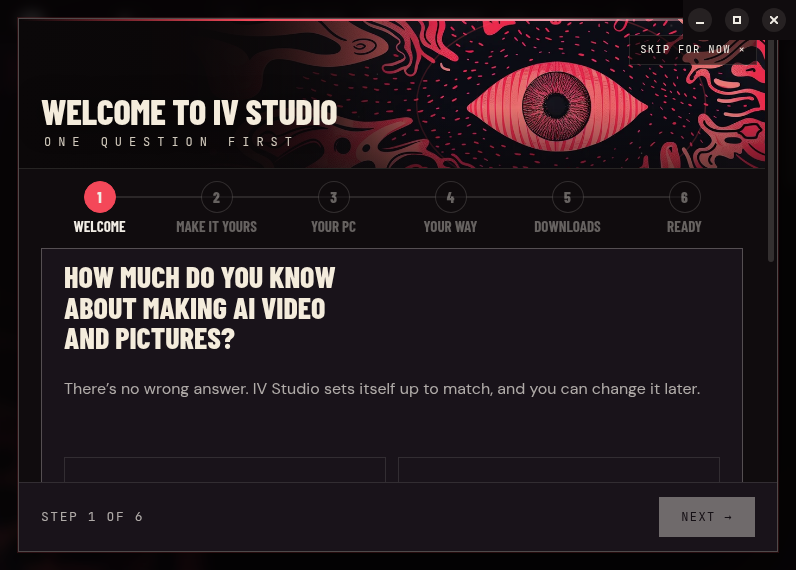 SKIP FOR NOW ×
WELCOME TO IV STUDIO
ONE QUESTION FIRST
1 2 3 4 5 6
WELCOME MAKE IT YOURS YOUR PC YOUR WAY DOWNLOADS READY
HOW MUCH DO YOU KNOW
ABOUT MAKING AI VIDEO
AND PICTURES?
There’s no wrong answer. IV Studio sets itself up to match, and you can change it later.
STEP 1 OF 6
NEXT →